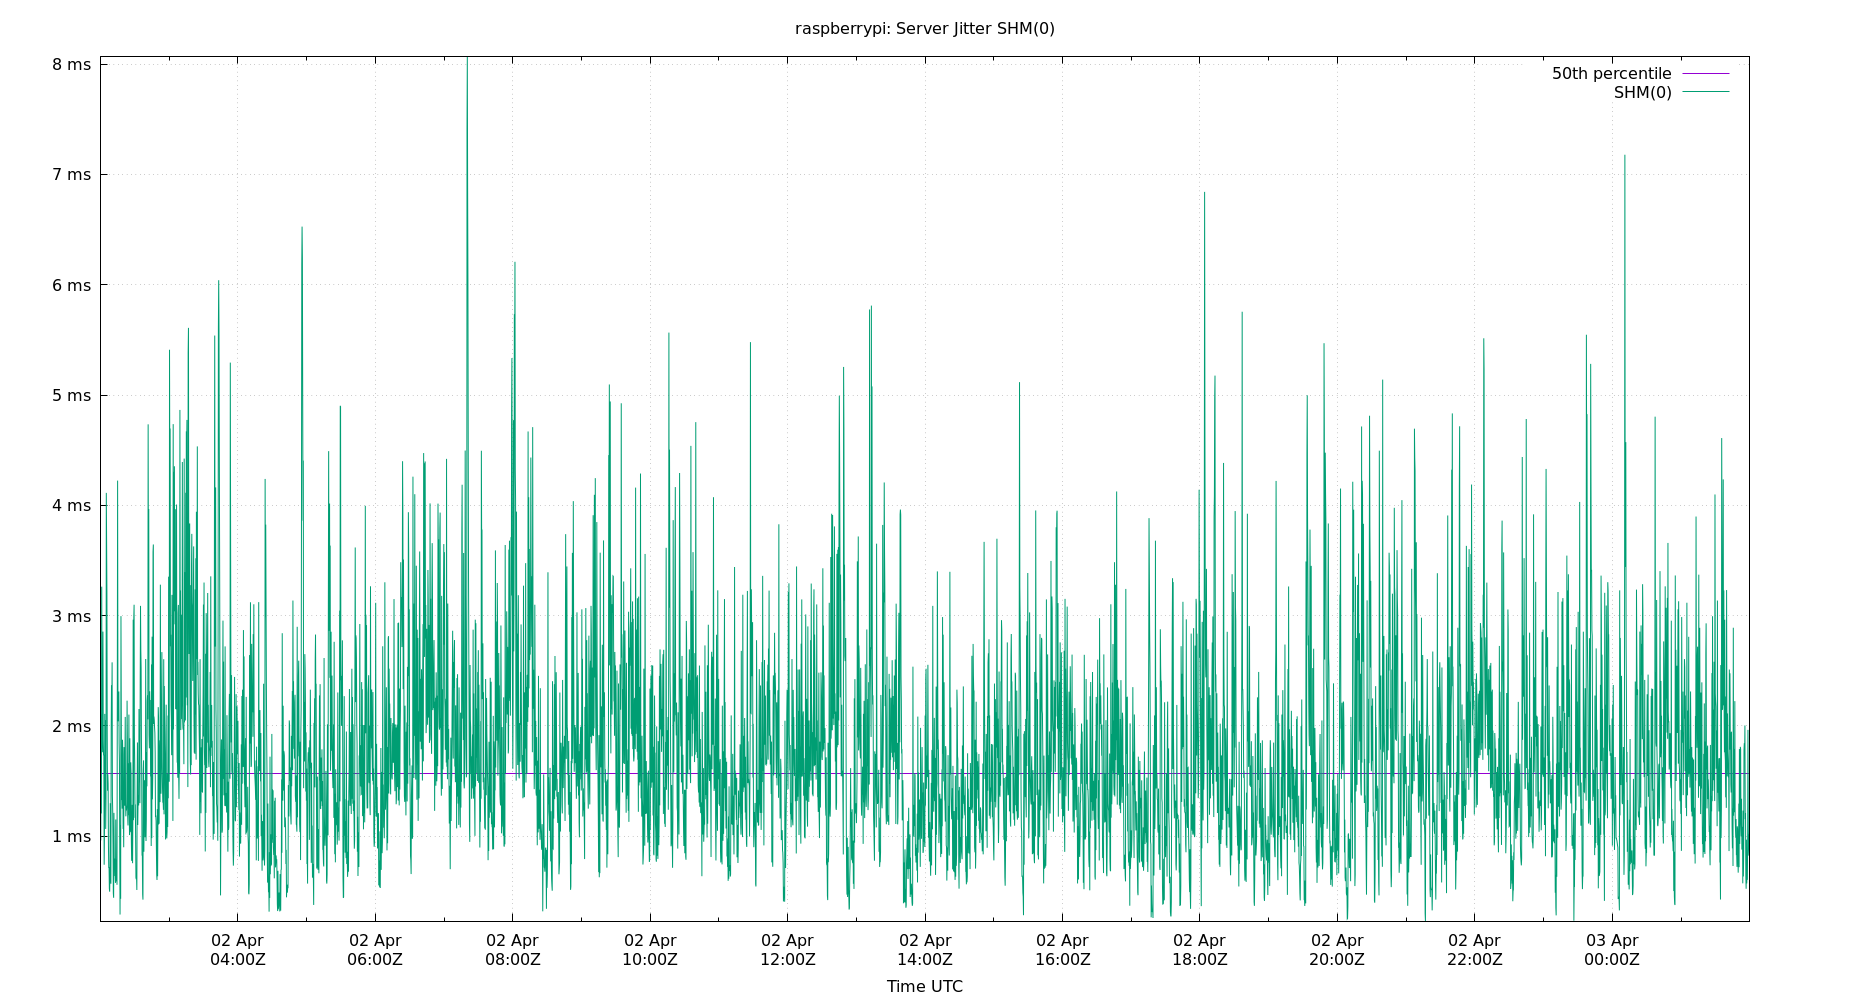 raspberrypi: Server Jitter SHM(0)
50th percentile
SHM(0)
8 ms
7 ms
6 ms
5 ms
4 ms
3 ms
2 ms
1 ms
02 Apr 02 Apr 02 Apr 02 Apr 02 Apr 02 Apr 02 Apr 02 Apr 02 Apr 02 Apr 03 Apr
04:00Z 06:00Z 08:00Z 10:00Z 12:00Z 14:00Z 16:00Z 18:00Z 20:00Z 22:00Z 00:00Z
Time UTC